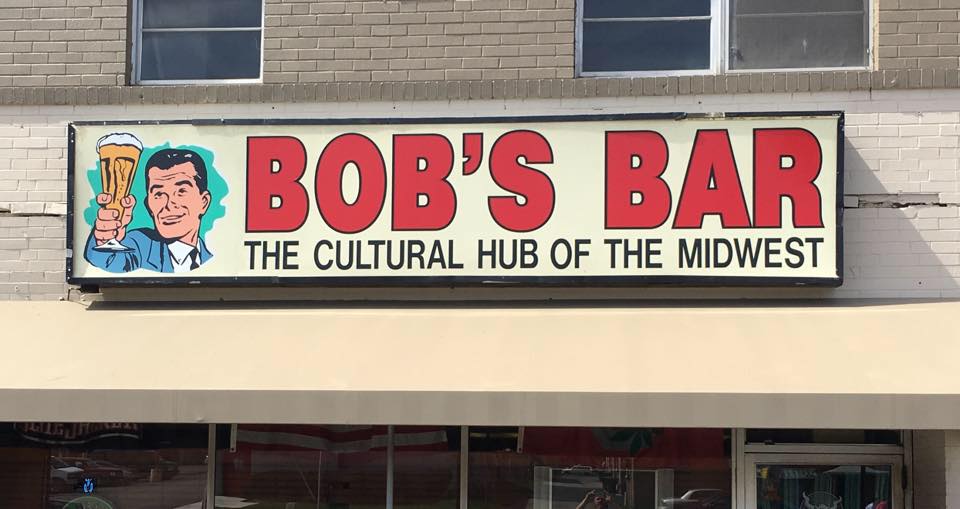 BOB'S BAR
THE CULTURAL HUB OF THE MIDWEST